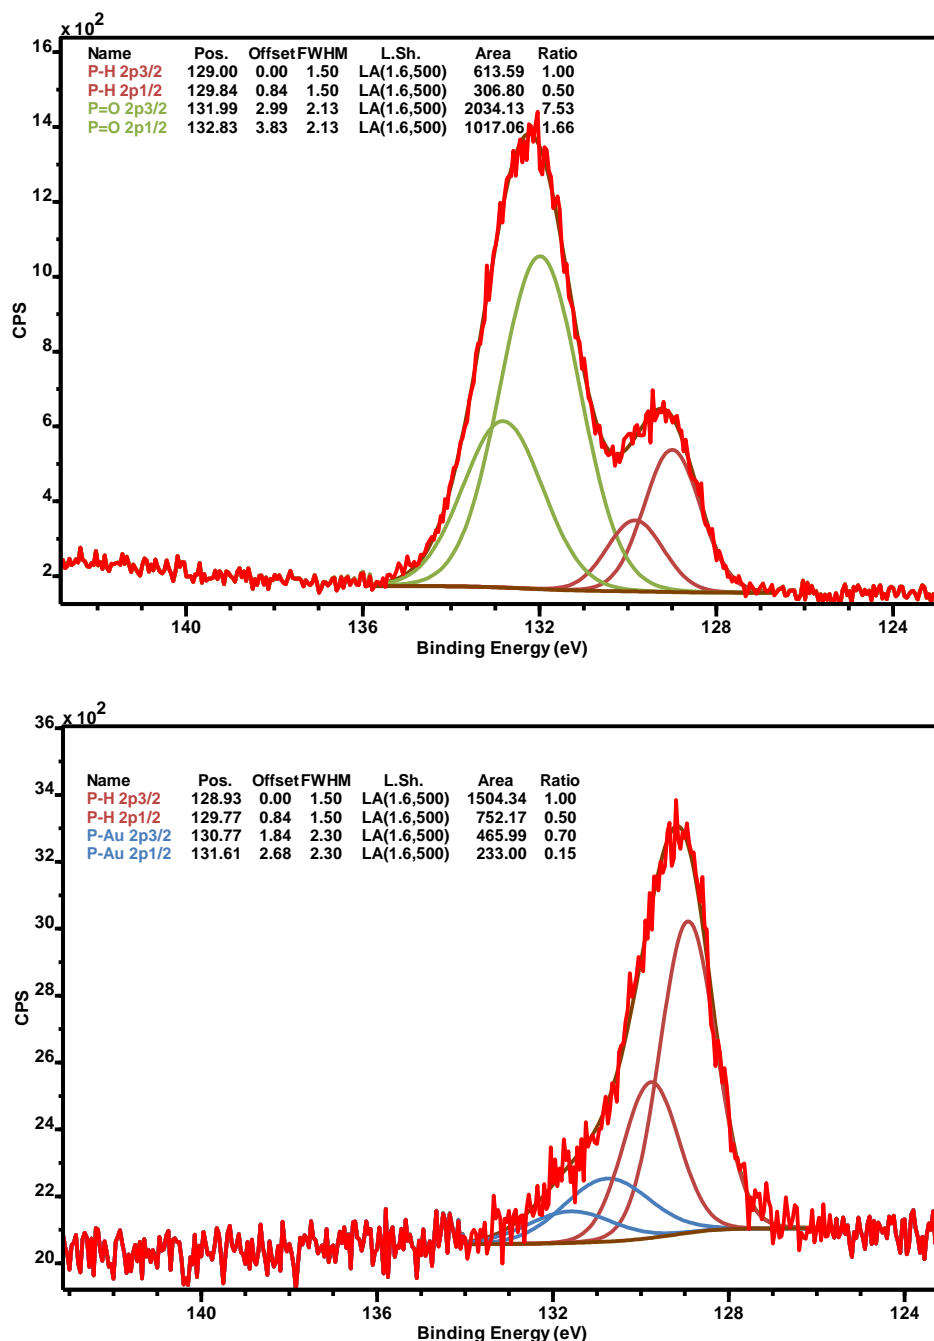 x 10²
Name Pos. Offset FWHM L.Sh. Area Ratio
P-H 2p3/2 129.00 0.00 1.50 LA(1.6,500) 613.59 1.00
P-H 2p1/2 129.84 0.84 1.50 LA(1.6,500) 306.80 0.50
P=O 2p3/2 131.99 2.99 2.13 LA(1.6,500) 2034.13 7.53
P=O 2p1/2 132.83 3.83 2.13 LA(1.6,500) 1017.06 1.66
16
14
12
10
8
6
4
2
CPS
140 136 132 128 124
Binding Energy (eV)
x 10²
Name Pos. Offset FWHM L.Sh. Area Ratio
P-H 2p3/2 128.93 0.00 1.50 LA(1.6,500) 1504.34 1.00
P-H 2p1/2 129.77 0.84 1.50 LA(1.6,500) 752.17 0.50
P-Au 2p3/2 130.77 1.84 2.30 LA(1.6,500) 465.99 0.70
P-Au 2p1/2 131.61 2.68 2.30 LA(1.6,500) 233.00 0.15
36
34
32
30
28
26
24
22
20
CPS
140 136 132 128 124
Binding Energy (eV)